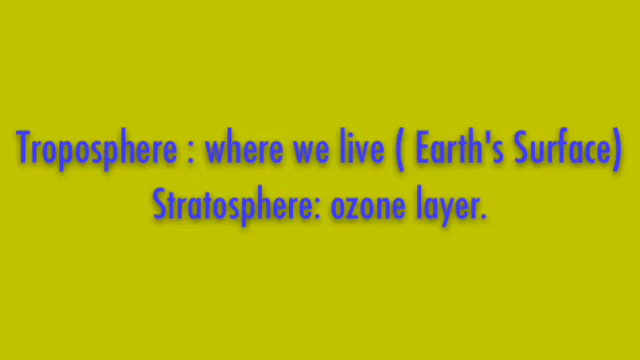 Troposphere : where we live ( Earth's Surface)
Stratosphere: ozone layer.